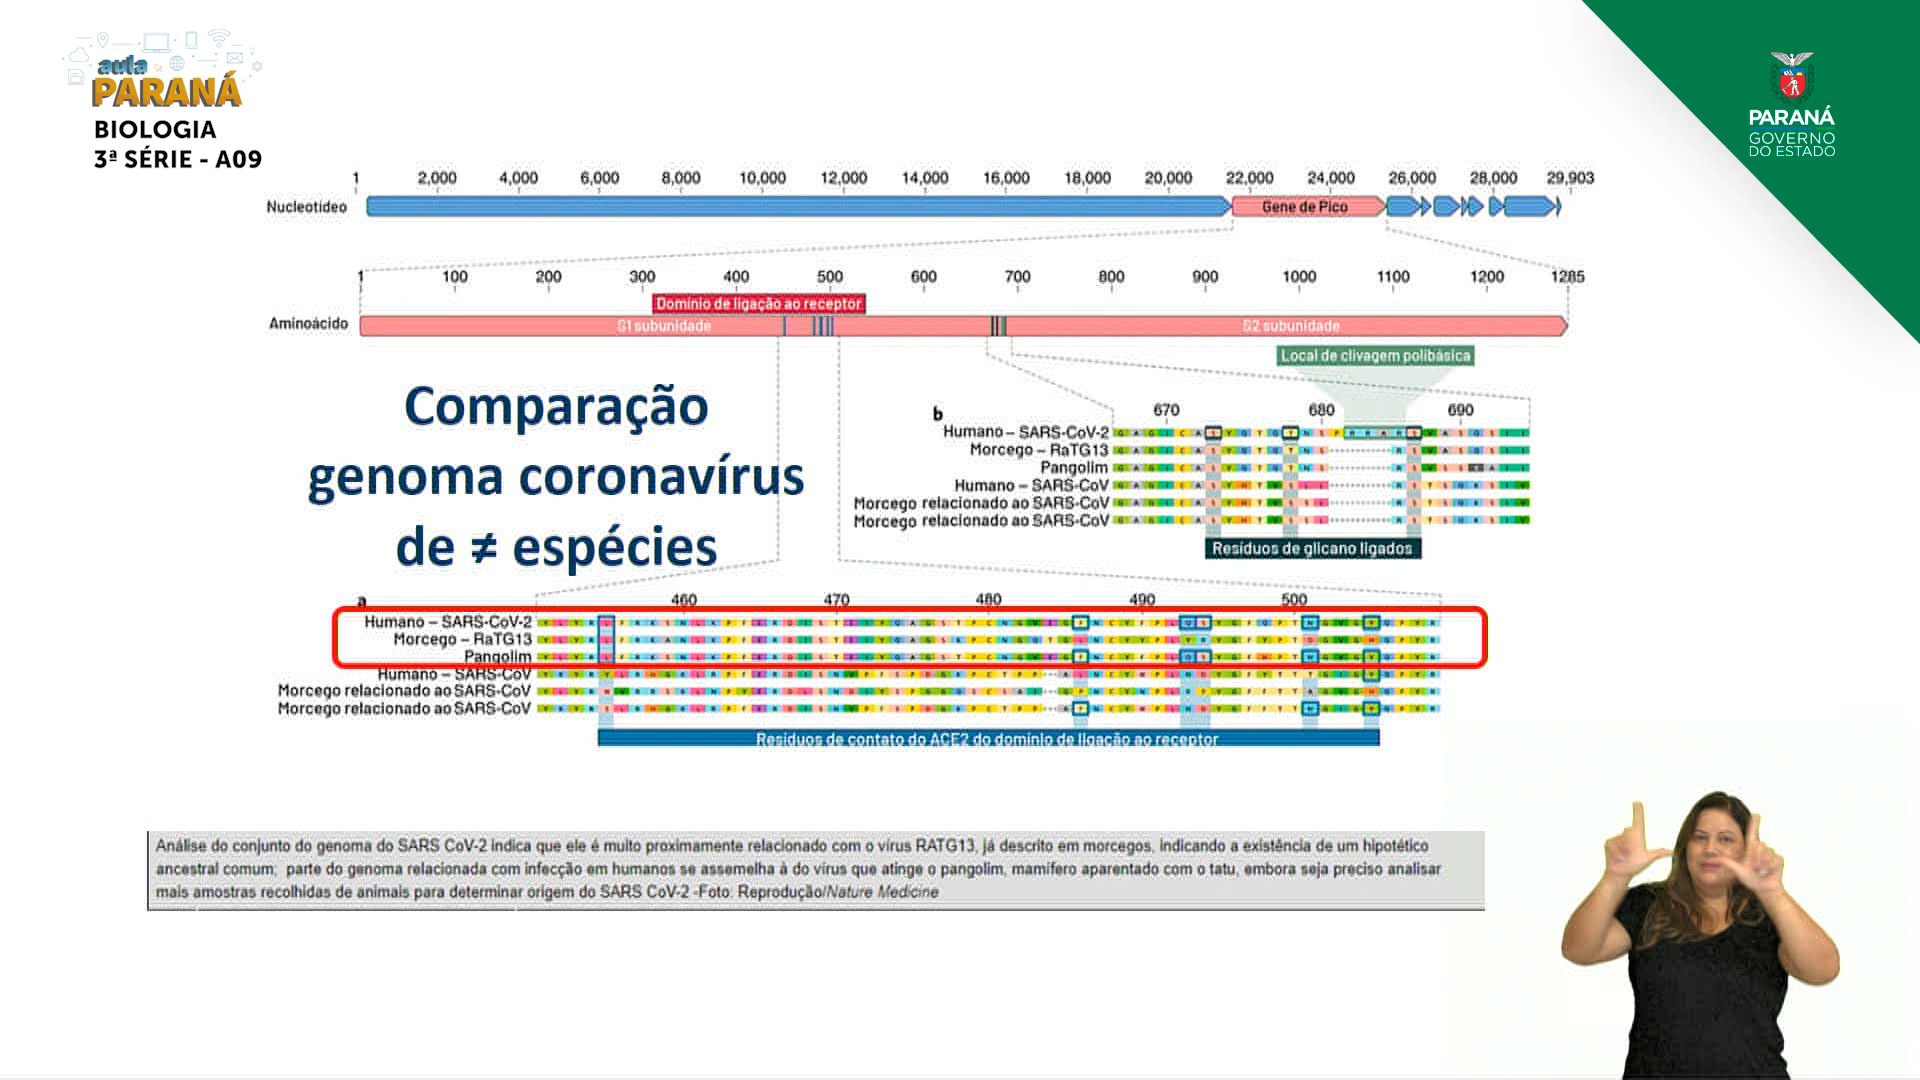 aula
PARANÁ
BIOLOGIA
3ª SÉRIE - A09
PARANÁ
GOVERNO
DO ESTADO
1 2,000 4,000 6,000 8,000 10,000 12,000 14,000 16,000 18,000 20,000 22,000 24,000 26,000 28,000 29,903
Nucleotídeo Gene de Pico
1 100 200 300 400 500 600 700 800 900 1000 1100 1200 1285
Domínio de ligação ao receptor
Aminoácido S1 subunidade S2 subunidade
Local de clivagem polibásica
Comparação
genoma coronavírus
de ≠ espécies
b 670 680 690
Humano – SARS-CoV-2
Morcego – RaTG13
Pangolim
Humano – SARS-CoV
Morcego relacionado ao SARS-CoV
Morcego relacionado ao SARS-CoV
Resíduos de glicano ligados
a 460 470 480 490 500
Humano – SARS-CoV-2
Morcego – RaTG13
Pangolim
Humano – SARS-CoV
Morcego relacionado ao SARS-CoV
Morcego relacionado ao SARS-CoV
Resíduos de contato do ACE2 do domínio de ligação ao receptor
Análise do conjunto do genoma do SARS CoV-2 indica que ele é muito proximamente relacionado com o vírus RATG13, já descrito em morcegos, indicando a existência de um hipotético
ancestral comum; parte do genoma relacionada com infecção em humanos se assemelha à do vírus que atinge o pangolim, mamífero aparentado com o tatu, embora seja preciso analisar
mais amostras recolhidas de animais para determinar origem do SARS CoV-2 -Foto: Reprodução/Nature Medicine